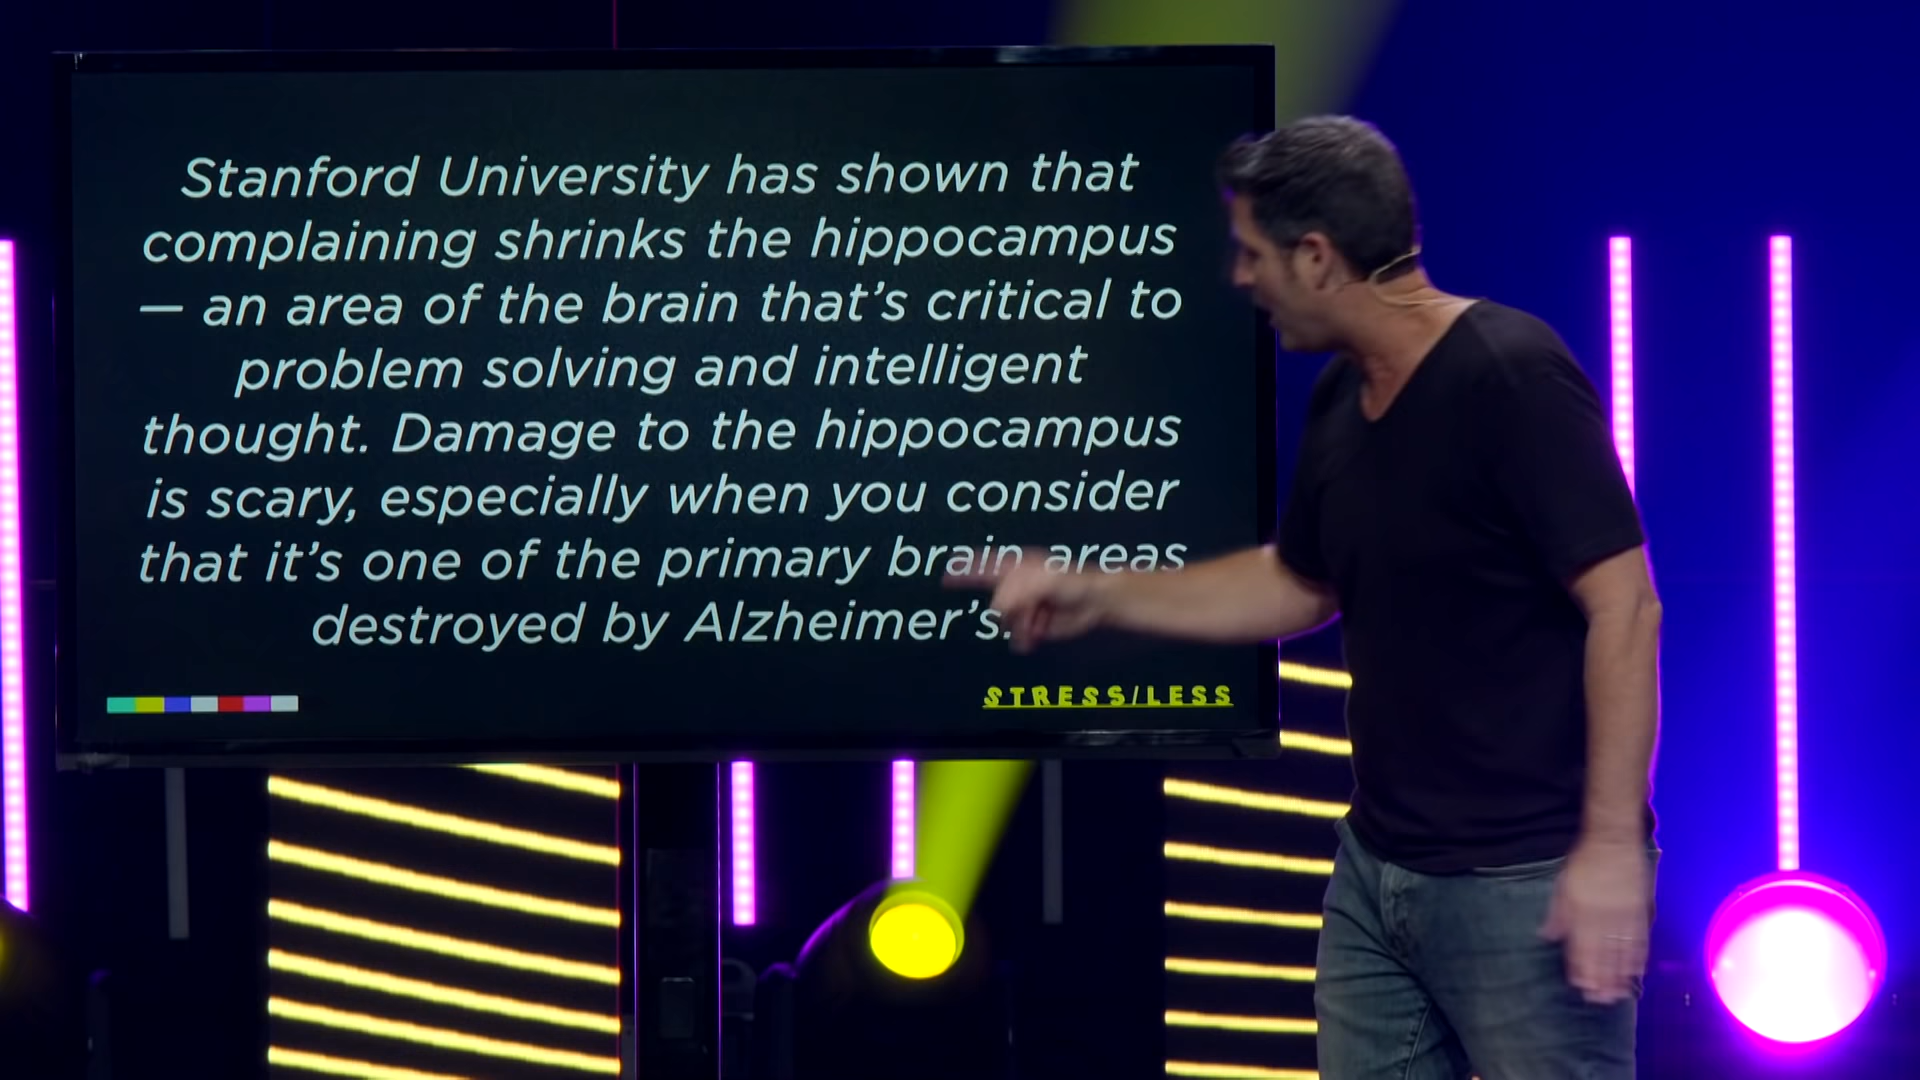 Stanford University has shown that
complaining shrinks the hippocampus
— an area of the brain that's critical to
problem solving and intelligent
thought. Damage to the hippocampus
is scary, especially when you consider
that it's one of the primary brain areas
destroyed by Alzheimer's.
STRESS/LESS